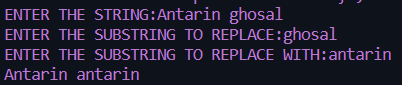 ENTER THE STRING:Antarin ghosal
ENTER THE SUBSTRING TO REPLACE:ghosal
ENTER THE SUBSTRING TO REPLACE WITH:antarin
Antarin antarin